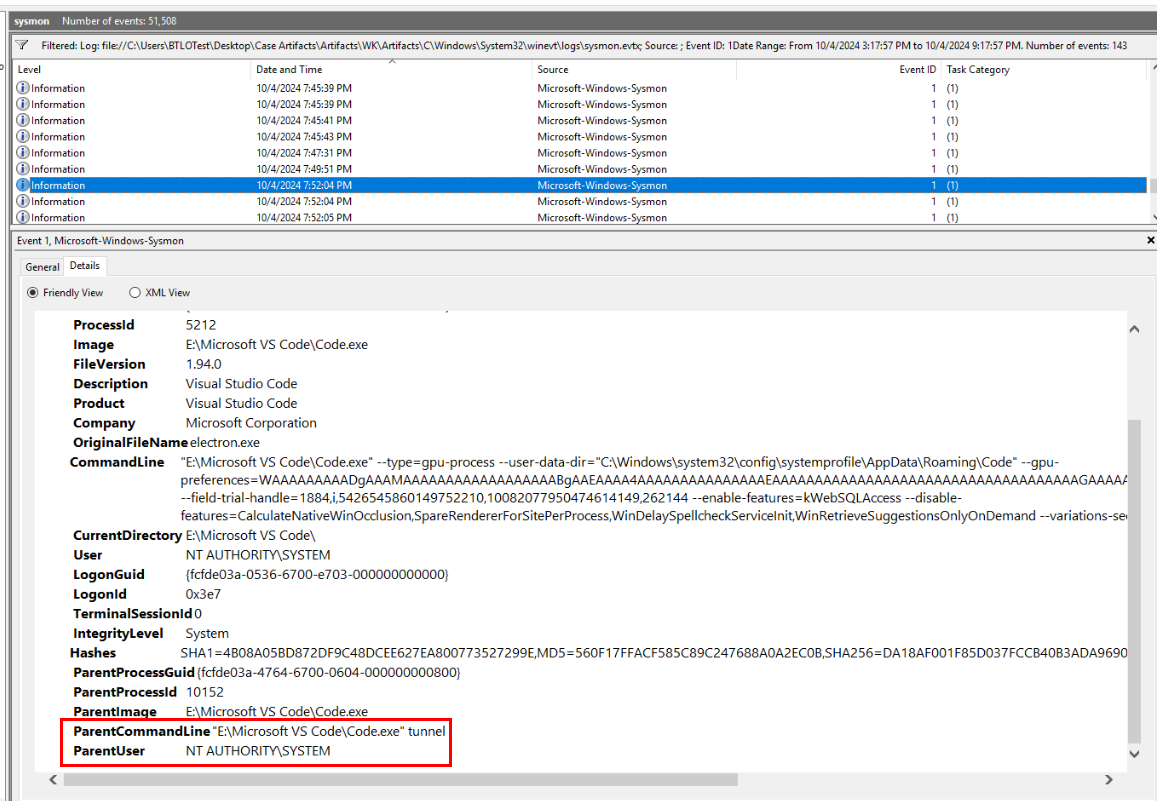 sysmon Number of events: 51,508
Filtered: Log: file://C:\Users\BTLOTest\Desktop\Case Artifacts\Artifacts\WK\Artifacts\C\Windows\System32\winevt\logs\sysmon.evtx; Source: ; Event ID: 1Date Range: From 10/4/2024 3:17:57 PM to 10/4/2024 9:17:57 PM. Number of events: 143
Level Date and Time Source Event ID Task Category
Information 10/4/2024 7:45:39 PM Microsoft-Windows-Sysmon 1 (1)
Information 10/4/2024 7:45:39 PM Microsoft-Windows-Sysmon 1 (1)
Information 10/4/2024 7:45:41 PM Microsoft-Windows-Sysmon 1 (1)
Information 10/4/2024 7:45:43 PM Microsoft-Windows-Sysmon 1 (1)
Information 10/4/2024 7:47:31 PM Microsoft-Windows-Sysmon 1 (1)
Information 10/4/2024 7:49:51 PM Microsoft-Windows-Sysmon 1 (1)
Information 10/4/2024 7:52:04 PM Microsoft-Windows-Sysmon 1 (1)
Information 10/4/2024 7:52:04 PM Microsoft-Windows-Sysmon 1 (1)
Information 10/4/2024 7:52:05 PM Microsoft-Windows-Sysmon 1 (1)
Event 1, Microsoft-Windows-Sysmon
General Details
Friendly View XML View
ProcessId 5212
Image E:\Microsoft VS Code\Code.exe
FileVersion 1.94.0
Description Visual Studio Code
Product Visual Studio Code
Company Microsoft Corporation
OriginalFileName electron.exe
CommandLine "E:\Microsoft VS Code\Code.exe" --type=gpu-process --user-data-dir="C:\Windows\system32\config\systemprofile\AppData\Roaming\Code" --gpu-
--field-trial-handle=1884,i,5426545860149752210,10082077950474614149,262144 --enable-features=kWebSQLAccess --disable-
features=CalculateNativeWinOcclusion,SpareRendererForSitePerProcess,WinDelaySpellcheckServiceInit,WinRetrieveSuggestionsOnlyOnDemand
CurrentDirectory E:\Microsoft VS Code\
User NT AUTHORITY\SYSTEM
LogonGuid {fcfde03a-0536-6700-e703-000000000000}
LogonId 0x3e7
TerminalSessionId 0
IntegrityLevel System
Hashes SHA1=4B08A05BD872DF9C48DCEE627EA800773527299E,MD5=560F17FFACF585C89C247688A0A2EC0B,SHA256=DA18AF001F85D037FCCB40B3ADA9690
ParentProcessGuid {fcfde03a-4764-6700-0604-000000000800}
ParentProcessId 10152
ParentImage E:\Microsoft VS Code\Code.exe
ParentCommandLine "E:\Microsoft VS Code\Code.exe" tunnel
ParentUser NT AUTHORITY\SYSTEM